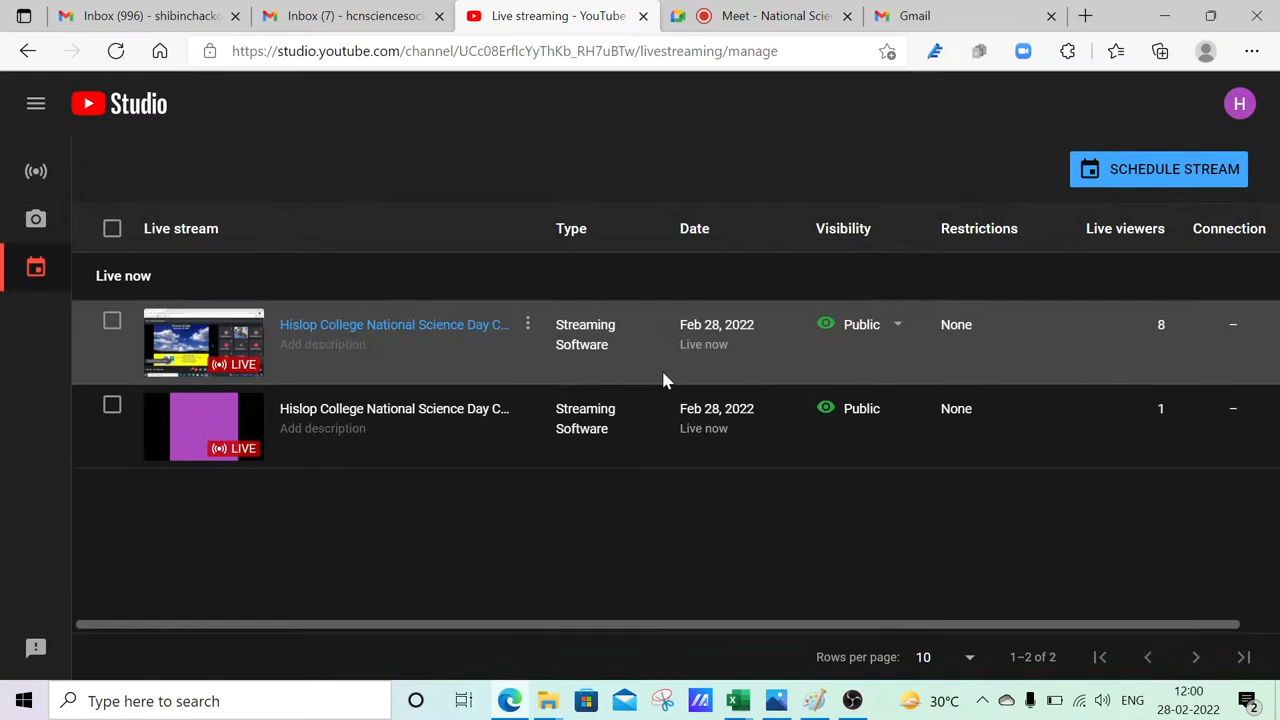 Inbox (996) - shibinchacko
Inbox (7) - hcnsciencesoci
Live streaming - YouTube
Meet - National Scie
Gmail
https://studio.youtube.com/channel/UCc08ErflcYyThKb_RH7uBTw/livestreaming/manage
Studio
H
SCHEDULE STREAM
Live stream Type Date Visibility Restrictions Live viewers Connection
Live now
Hislop College National Science Day C... Streaming Feb 28, 2022 Public None 8 –
Add description Software Live now
LIVE
Hislop College National Science Day C... Streaming Feb 28, 2022 Public None 1 –
Add description Software Live now
LIVE
Rows per page: 10 1–2 of 2
Type here to search
30°C
ENG
12:00
28-02-2022
2